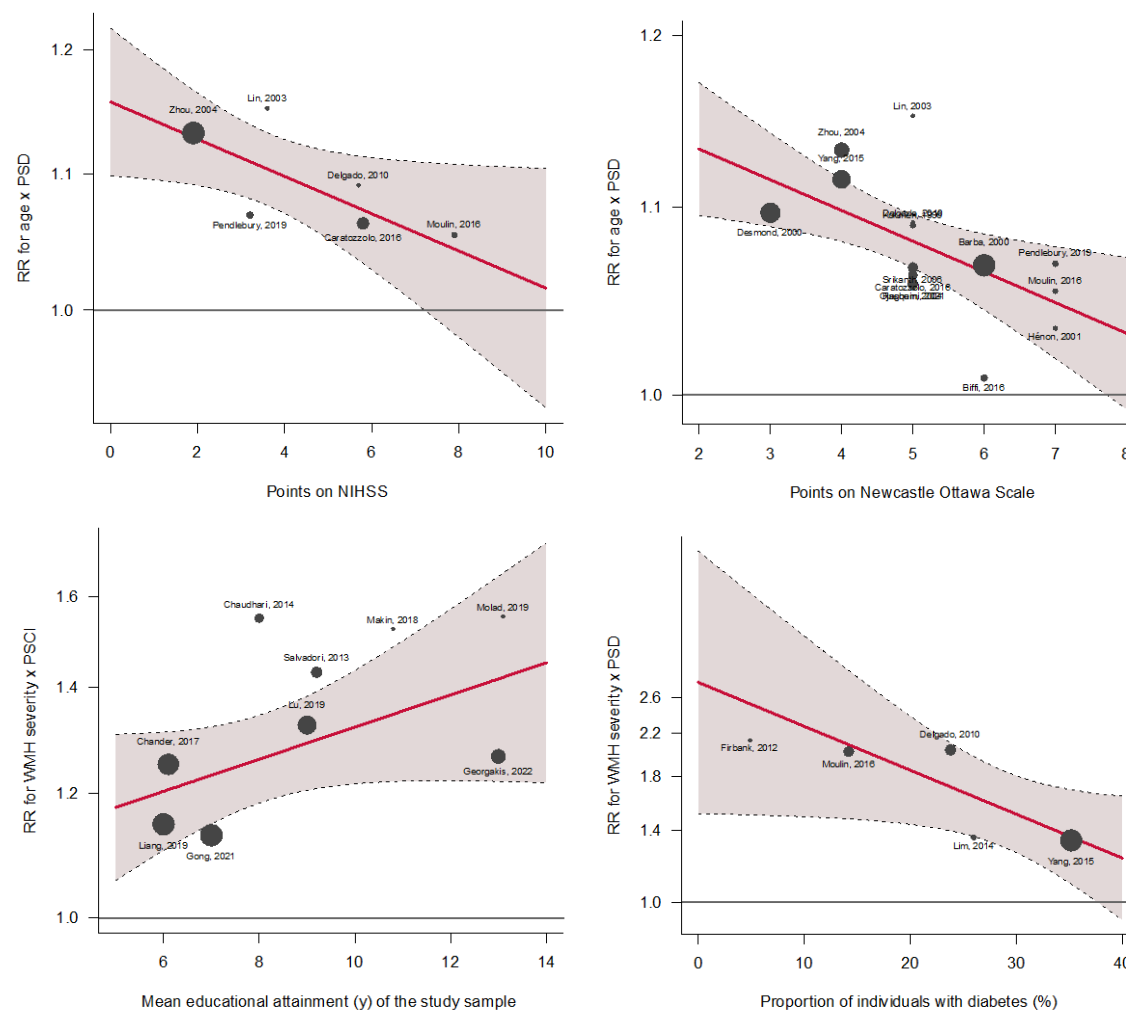 1.2
1.1
1.0
RR for age x PSD
Lin, 2003
Zhou, 2004
Delgado, 2010
Pendlebury, 2019
Caratozzolo, 2016
Moulin, 2016
0 2 4 6 8 10
Points on NIHSS
1.2
1.1
1.0
RR for age x PSD
Lin, 2003
Zhou, 2004
Yang, 2015
Desmond, 2000
Barba, 2000
Pendlebury, 2019
Srikanth, 2006
Caratozzolo, 2016
Moulin, 2016
Hénon, 2001
Biffi, 2016
2 3 4 5 6 7 8
Points on Newcastle Ottawa Scale
1.6
1.4
1.2
1.0
RR for WMH severity x PSCI
Chaudhari, 2014
Makin, 2018
Molad, 2019
Salvadori, 2013
Lu, 2019
Chander, 2017
Georgakis, 2022
Liang, 2019
Gong, 2021
6 8 10 12 14
Mean educational attainment (y) of the study sample
2.6
2.2
1.8
1.4
1.0
RR for WMH severity x PSD
Firbank, 2012
Delgado, 2010
Moulin, 2016
Lim, 2014
Yang, 2015
0 10 20 30 40
Proportion of individuals with diabetes (%)